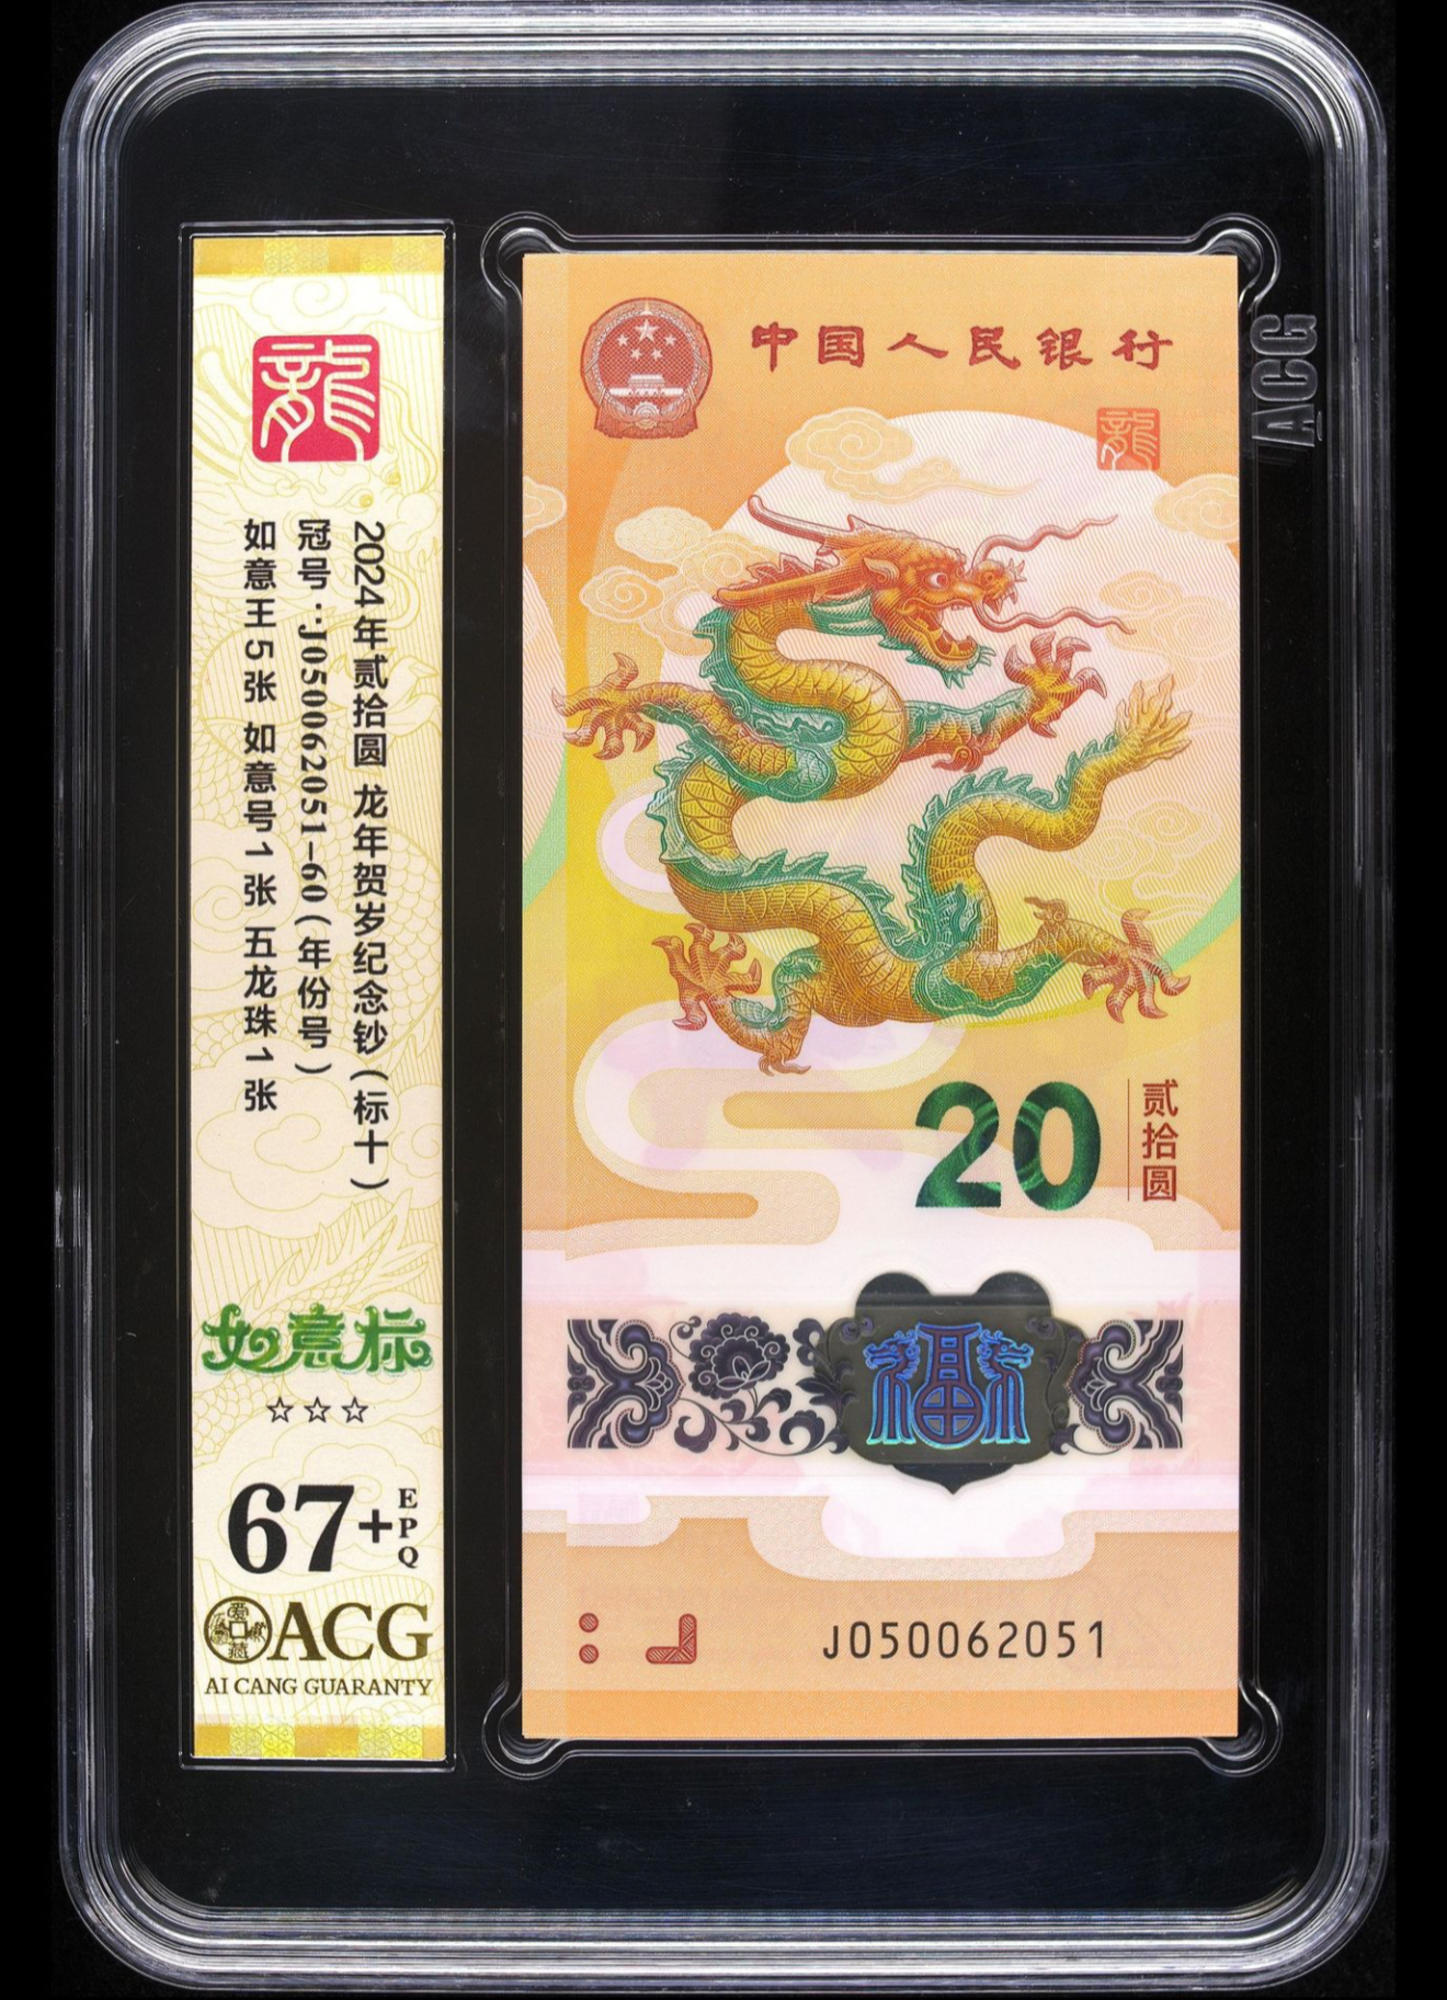 龍
2024年贰拾圆 龙年贺岁纪念钞(标十)
冠号:J050062051-60(年份号)
如意王5张 如意号1张 五龙珠1张
如意标
☆☆☆
67+
EPQ
爱藏
ACG
AI CANG GUARANTY
中国人民银行
龍
20
贰拾圆
福
J050062051
ACG